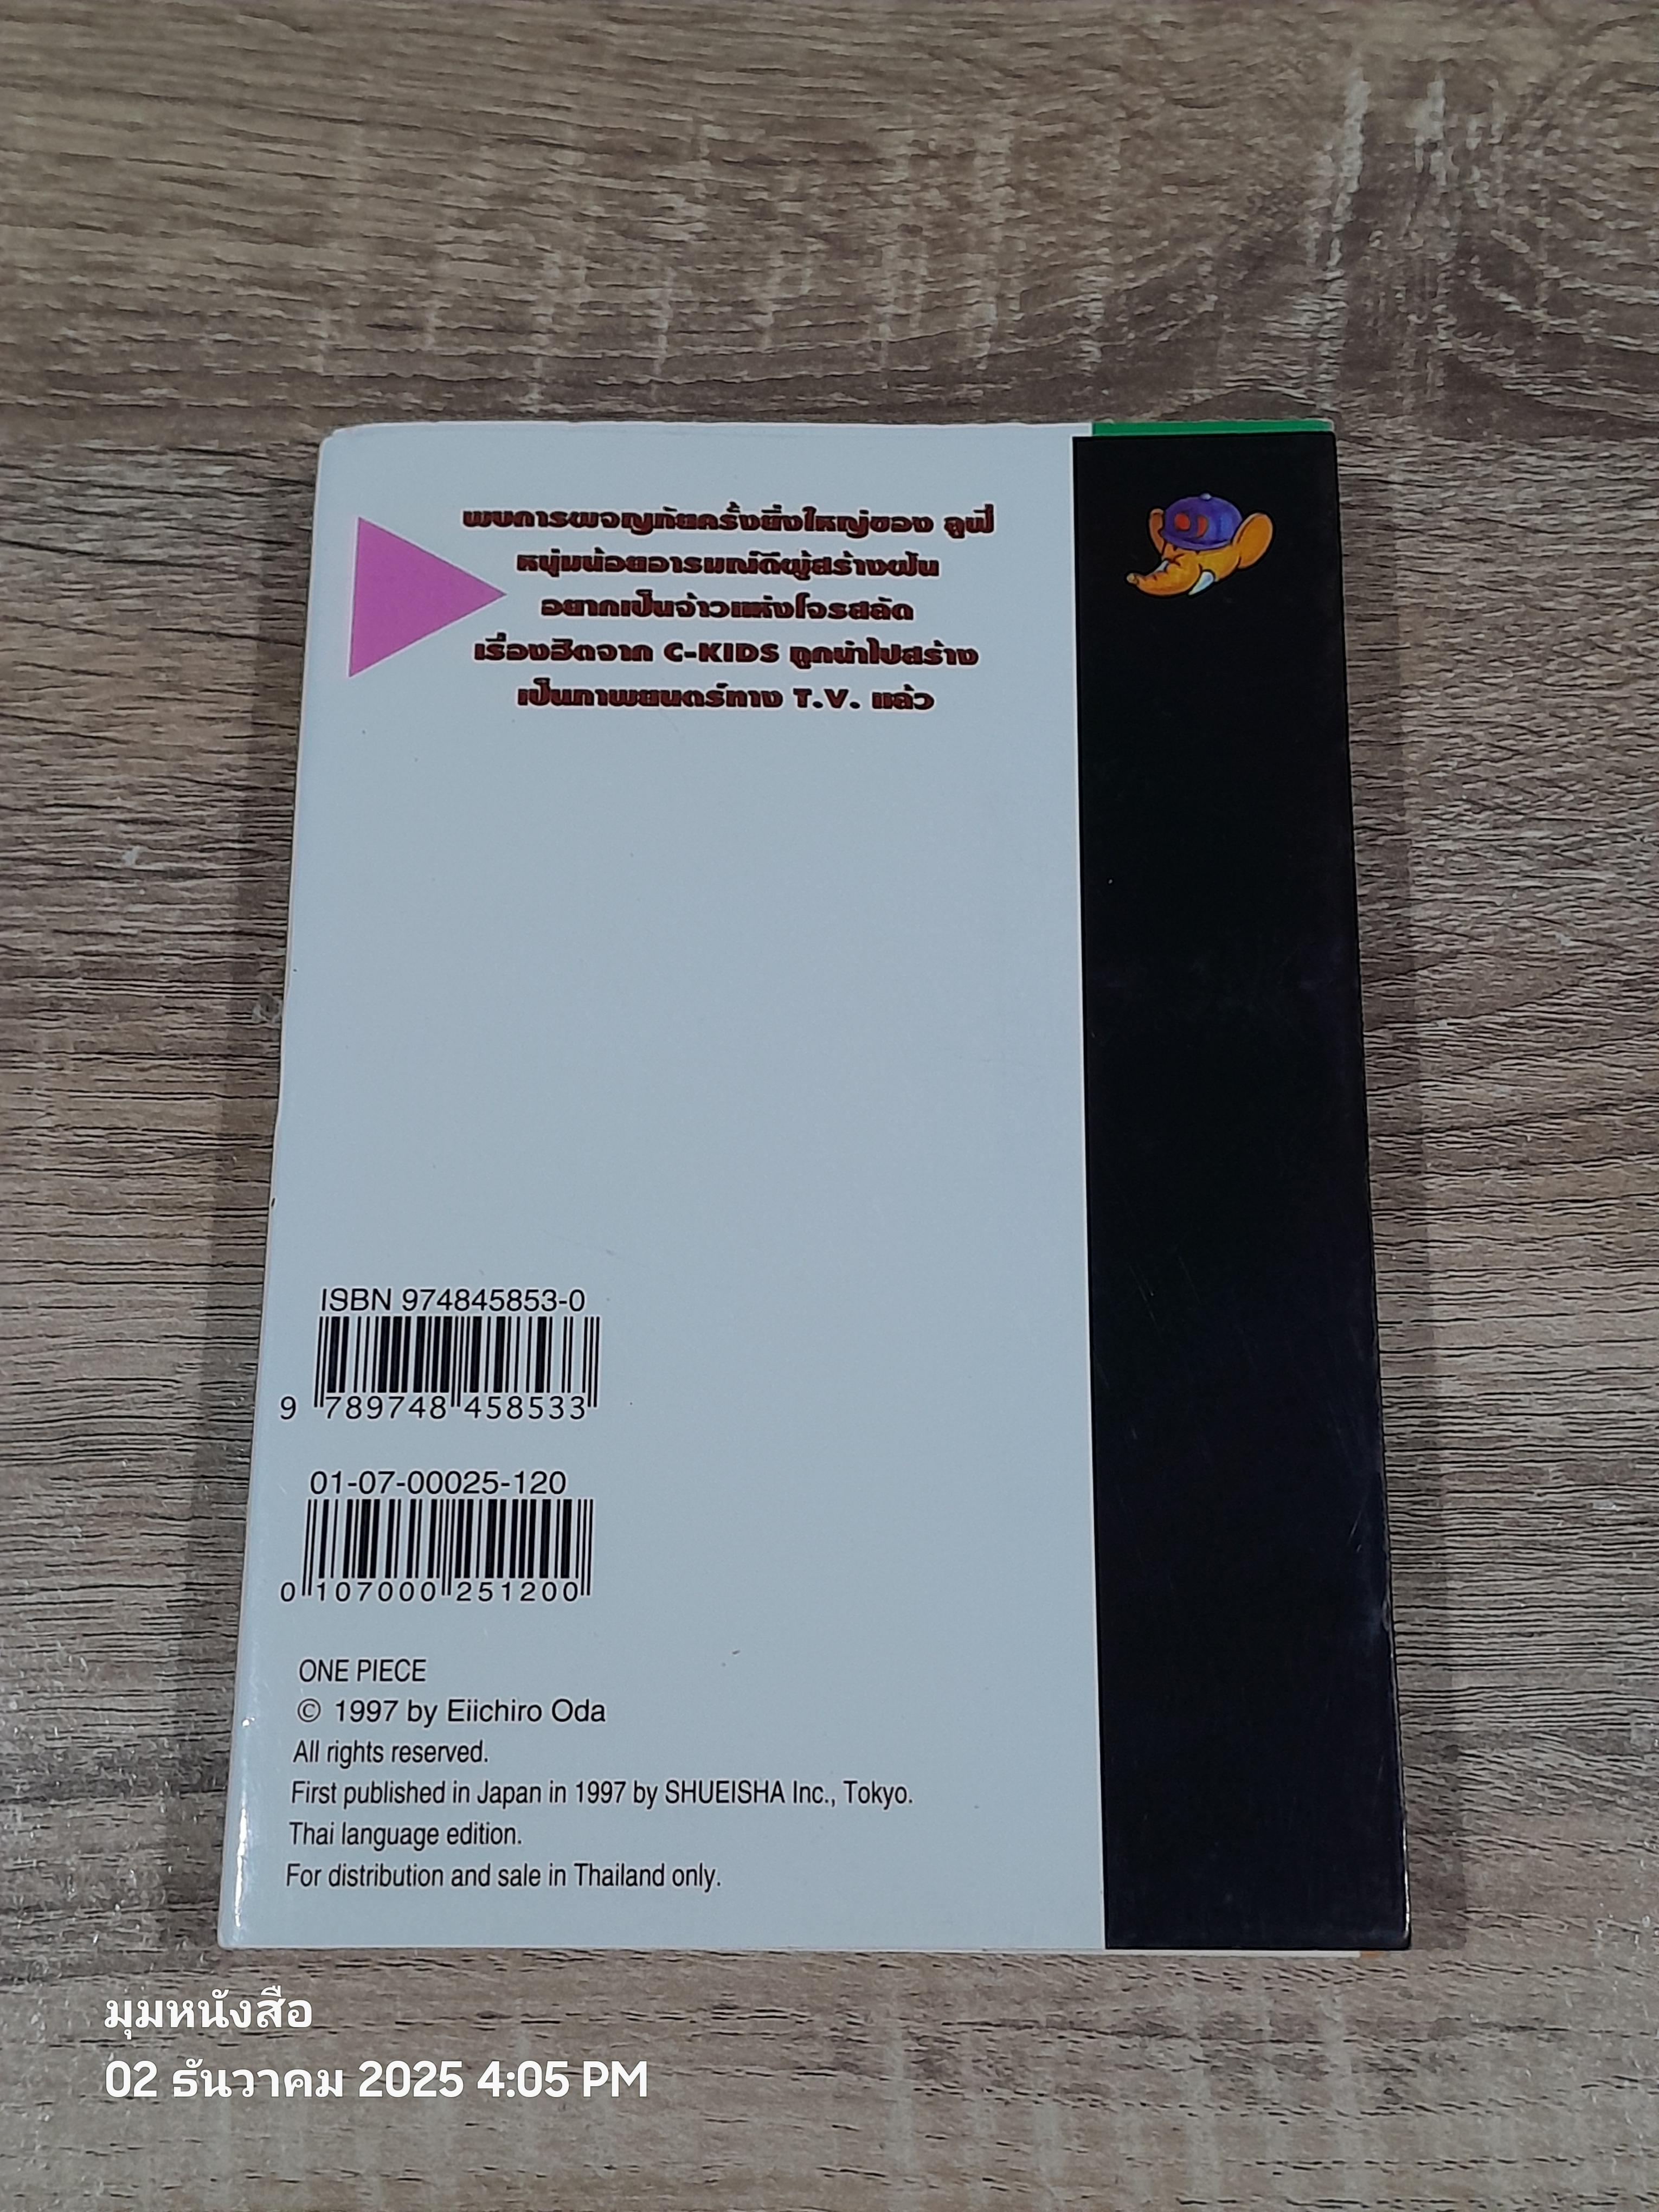 พบการผจญภัยครั้งยิ่งใหญ่ของ ลูฟี่
หนุ่มน้อยอารมณ์ดีผู้สร้างฝัน
อยากเป็นจ้าวแห่งโจรสลัด
เรื่องฮิตจาก C-KIDS ถูกนำไปสร้าง
เป็นภาพยนตร์ทาง T.V. แล้ว
ISBN 974845853-0
9 789748 458533
01-07-00025-120
0 107000 251200
ONE PIECE
© 1997 by Eiichiro Oda
All rights reserved.
First published in Japan in 1997 by SHUEISHA Inc., Tokyo.
Thai language edition.
For distribution and sale in Thailand only.
มุมหนังสือ
02 ธันวาคม 2025 4:05 PM